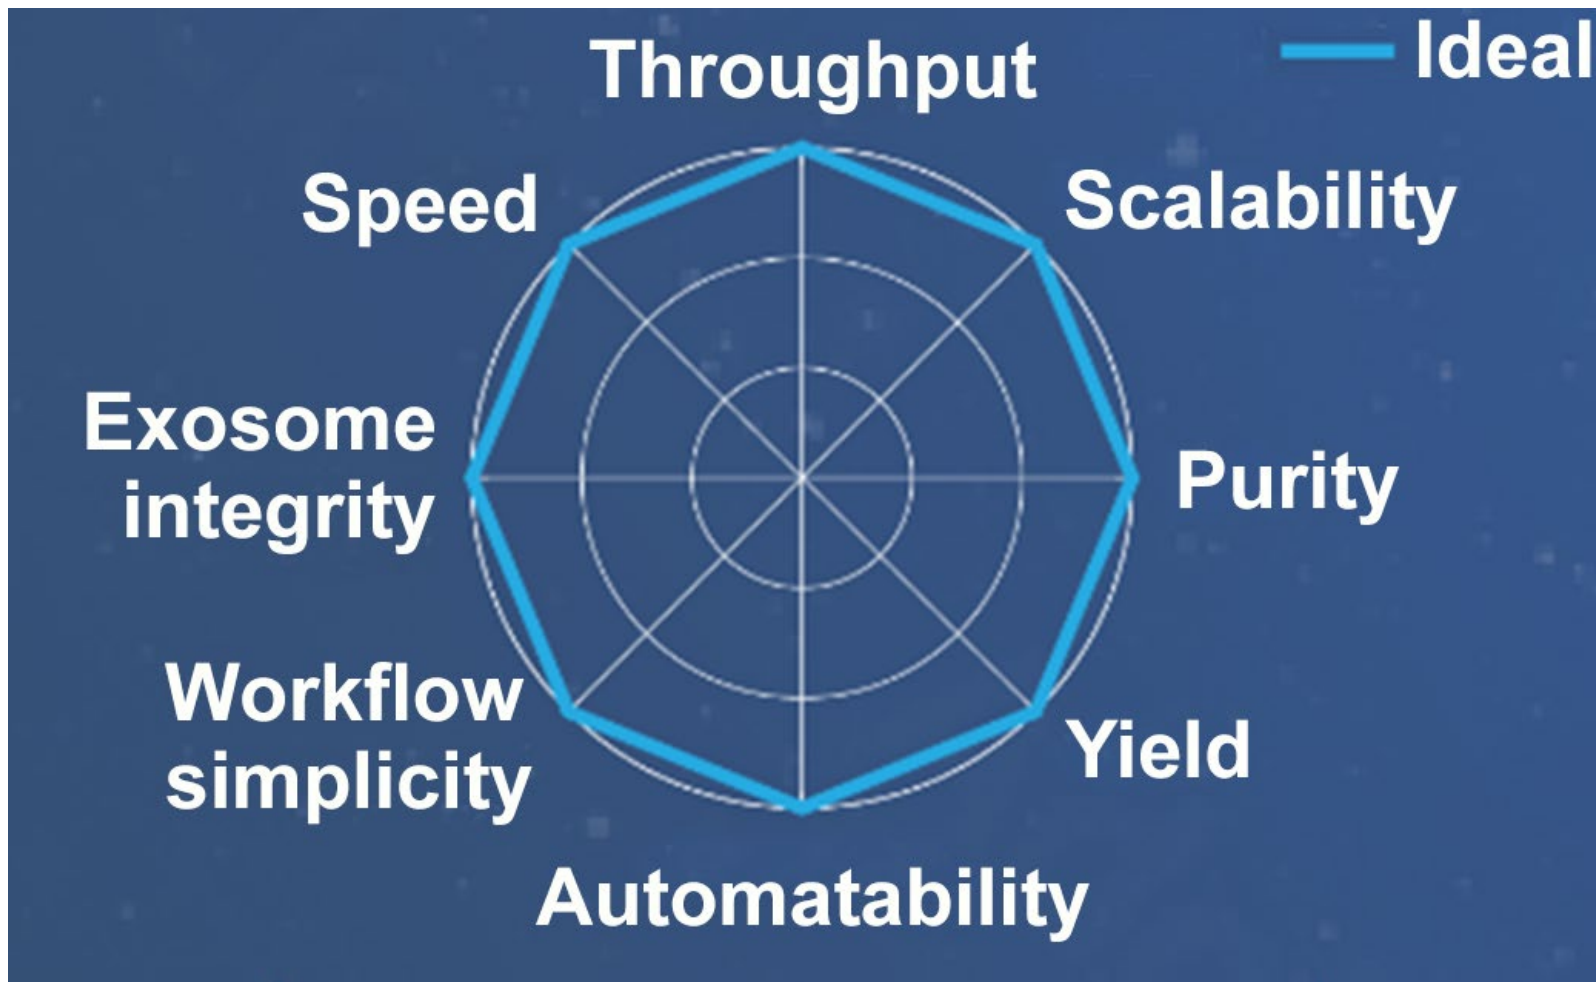 Throughput
Ideal
Speed
Scalability
Exosome
integrity
Purity
Workflow
simplicity
Yield
Automatability